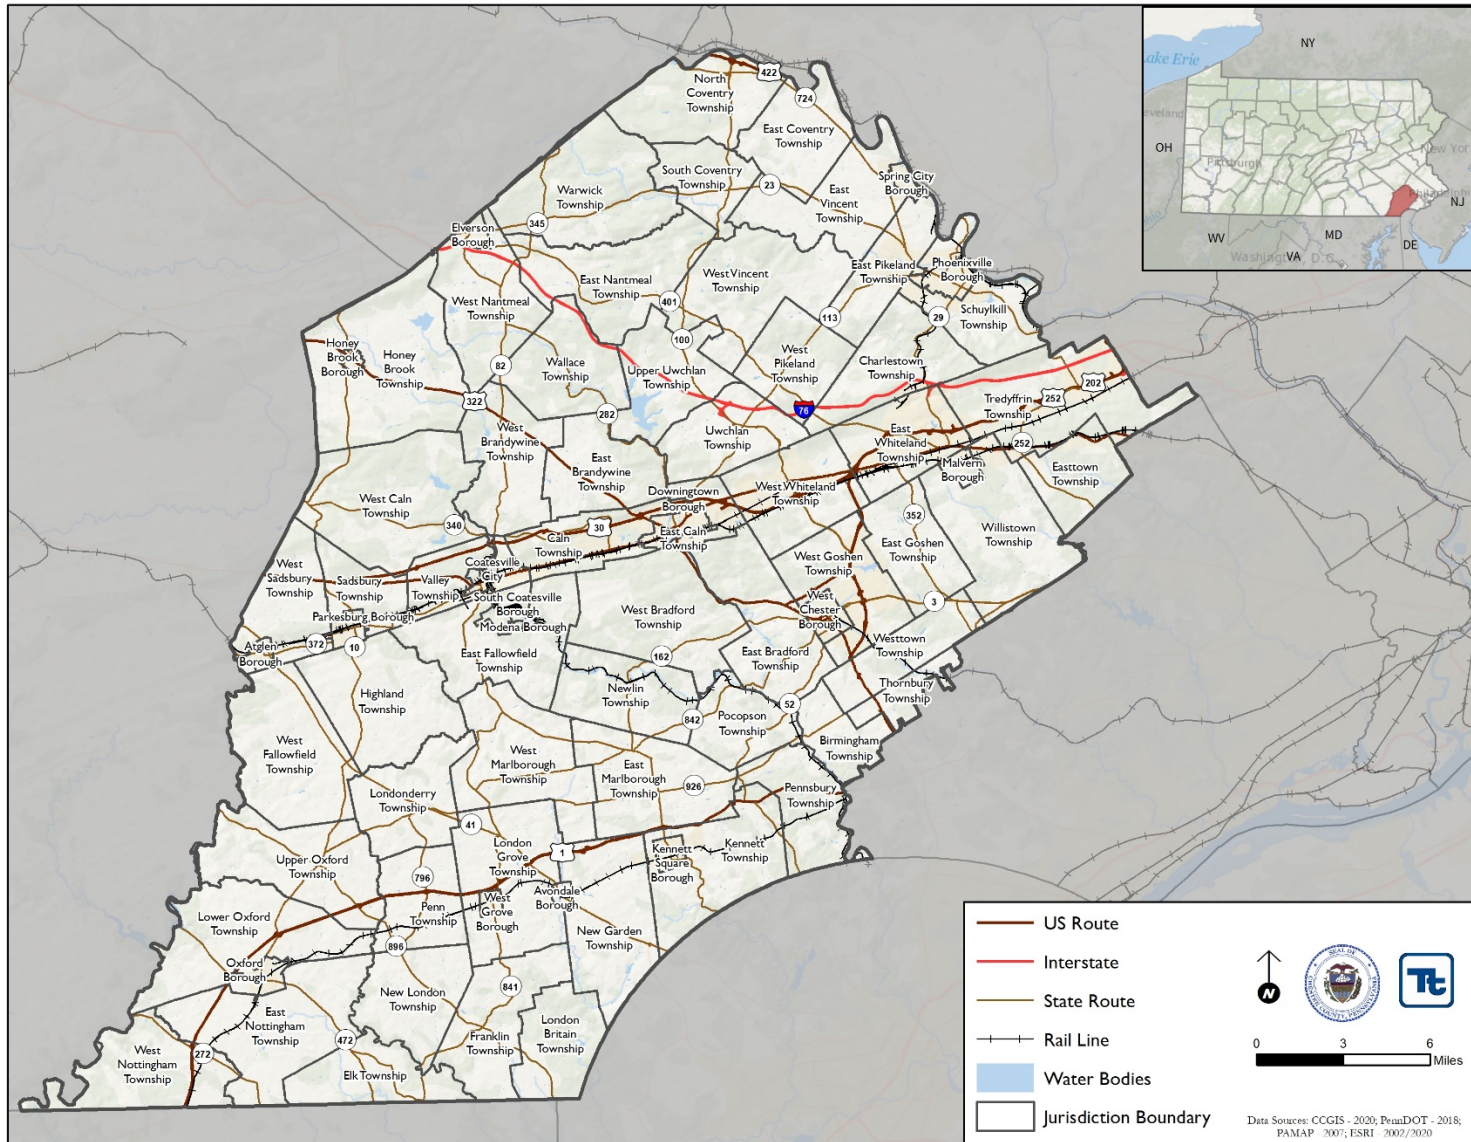 North
Coventry
Township
422
724
East Coventry
Township
South Coventry
Township
23
Spring City
Borough
East
Vincent
Township
Warwick
Township
345
Elverson
Borough
East Nantmeal
Township
West Vincent
Township
East Pikeland
Township
Phoenixville
Borough
West Nantmeal
Township
401
113
29
Schuylkill
Township
100
Honey
Brook
Borough
Honey
Brook
Township
82
Wallace
Township
Upper Uwchlan
Township
West
Pikeland
Township
Charlestown
Township
202
252
Tredyffrin
Township
322
282
76
West
Brandywine
Township
Uwchlan
Township
East
Whiteland
Township
252
Malvern
Borough
Easttown
Township
East
Brandywine
Township
Downingtown
Borough
West Whiteland
Township
West Caln
Township
340
30
352
Willistown
Township
Caln
Township
East Caln
Township
East Goshen
Township
West
Sadsbury
Township
Sadsbury
Township
Valley
Township
Coatesville
City
West Goshen
Township
South Coatesville
Borough
Modena Borough
West Bradford
Township
West
Chester
Borough
3
Parkesburg Borough
Atglen
Borough
372
10
East Fallowfield
Township
162
East Bradford
Township
Westtown
Township
Thornbury
Township
Highland
Township
Newlin
Township
842
Pocopson
Township
52
Birmingham
Township
West
Fallowfield
Township
West
Marlborough
Township
East
Marlborough
Township
926
Pennsbury
Township
Londonderry
Township
41
London
Grove
Township
1
Kennett
Square
Borough
Kennett
Township
Upper Oxford
Township
796
Penn
Township
West
Grove
Borough
Avondale
Borough
Lower Oxford
Township
896
New Garden
Township
Oxford
Borough
New London
Township
841
East
Nottingham
Township
472
Franklin
Township
London
Britain
Township
West
Nottingham
Township
272
Elk Township
Lake Erie
NY
Cleveland
OH
Pittsburgh
New York
Philadelphia
NJ
WV
MD
DE
Washington, D.C.
VA
Ohio
US Route
Interstate
State Route
Rail Line
Water Bodies
Jurisdiction Boundary
N
SEAL OF
CHESTER COUNTY, PENNSYLVANIA
Tt
0 3 6
Miles
Data Sources: CCGIS - 2020; PennDOT - 2018;
PAMAP - 2007; ESRI - 2002/2020